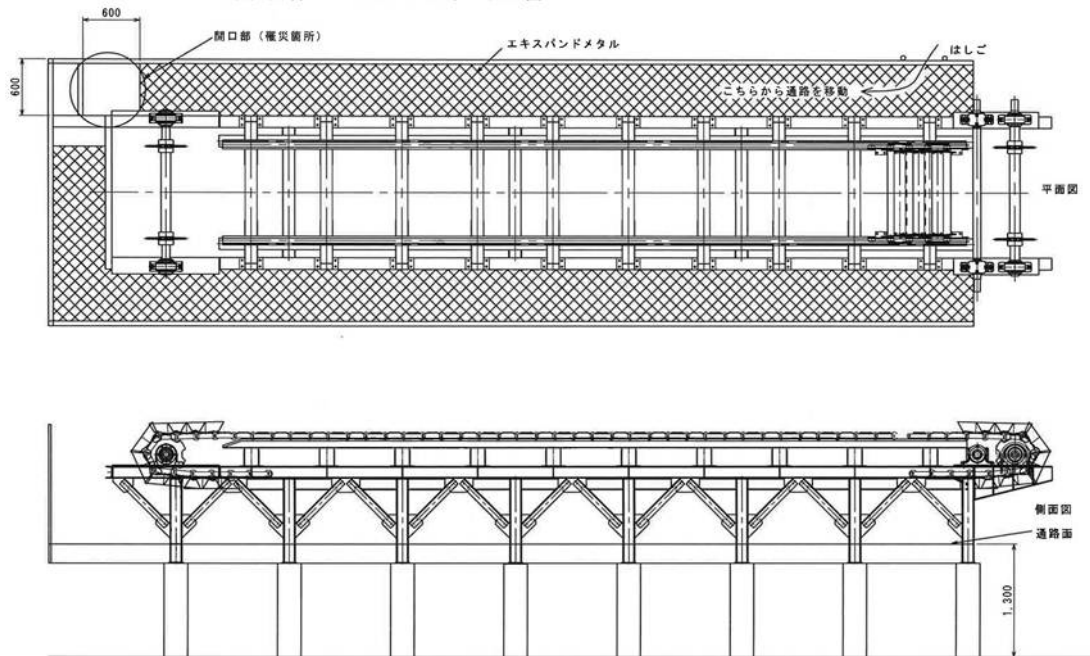 600
開口部（罹災箇所）
エキスパンドメタル
はしご
600
こちらから通路を移動
平面図
側面図
通路面
1,300